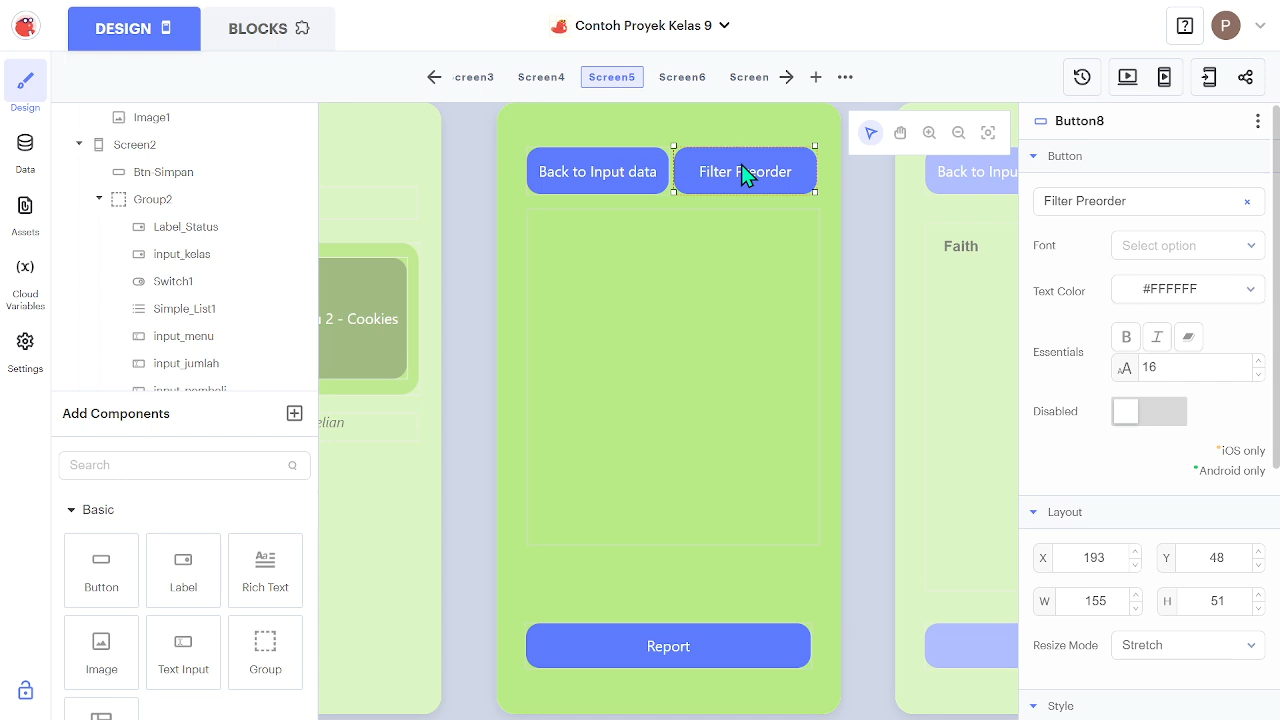 DESIGN
BLOCKS
Contoh Proyek Kelas 9
P
Screen4
Screen5
Screen6
Screen
Design
Data
Assets
Cloud
Variables
Settings
Image1
Screen2
Btn-Simpan
Group2
Label_Status
input_kelas
Switch1
Simple_List1
input_menu
input_jumlah
Add Components
Search
Basic
Button
Label
Rich Text
Image
Text Input
Group
2 - Cookies
Back to Input data
Filter Preorder
Report
Back to Inpu
Faith
Button8
Button
Filter Preorder
Font
Select option
Text Color
#FFFFFF
Essentials
B
I
AA
16
Disabled
*iOS only
*Android only
Layout
X
193
Y
48
W
155
H
51
Resize Mode
Stretch
Style